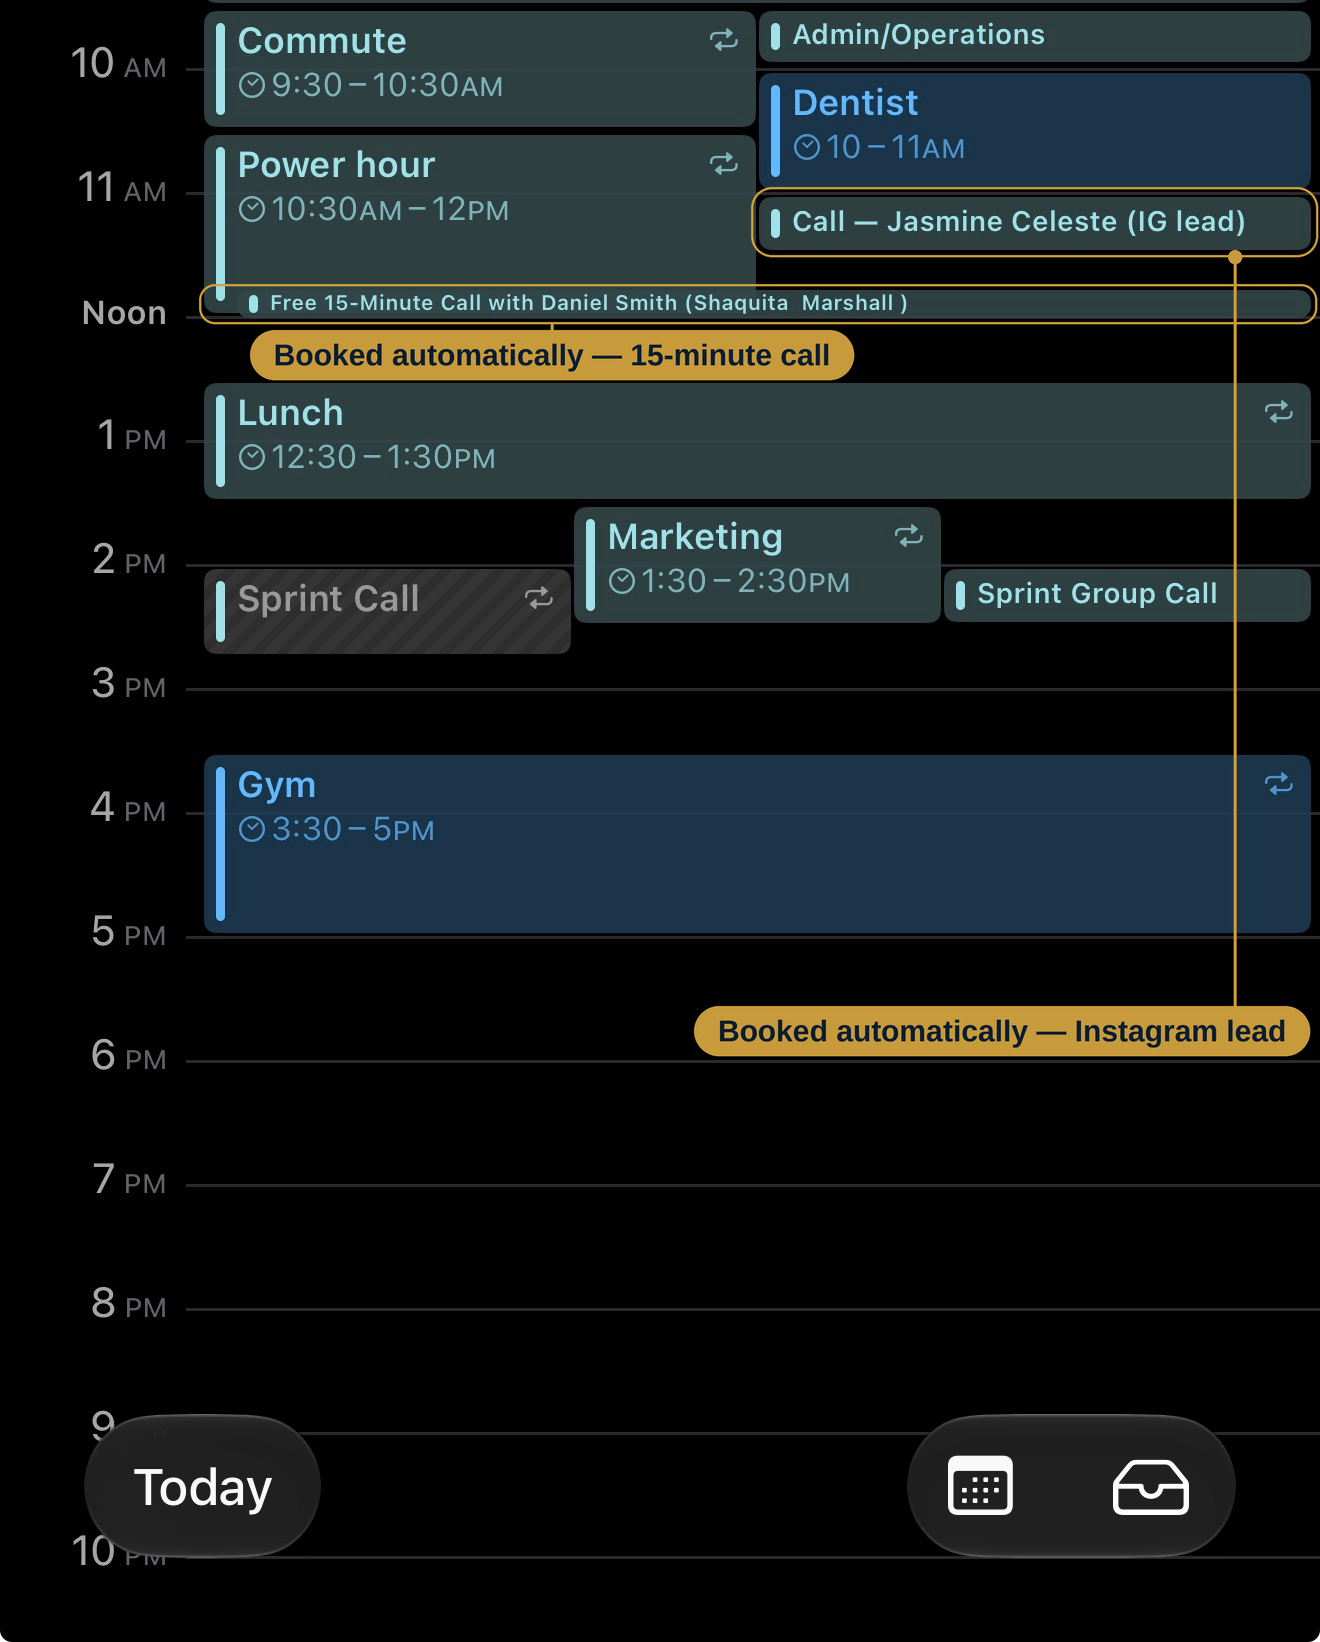 Commute
9:30 – 10:30AM
Admin/Operations
10 AM
Dentist
10 – 11AM
Power hour
10:30AM – 12PM
11 AM
Call — Jasmine Celeste (IG lead)
Free 15-Minute Call with Daniel Smith (Shaquita  Marshall )
Noon
Booked automatically — 15-minute call
Lunch
12:30 – 1:30PM
1 PM
Marketing
1:30 – 2:30PM
2 PM
Sprint Call
Sprint Group Call
3 PM
Gym
3:30 – 5PM
4 PM
5 PM
Booked automatically — Instagram lead
6 PM
7 PM
8 PM
9
Today
10 PM